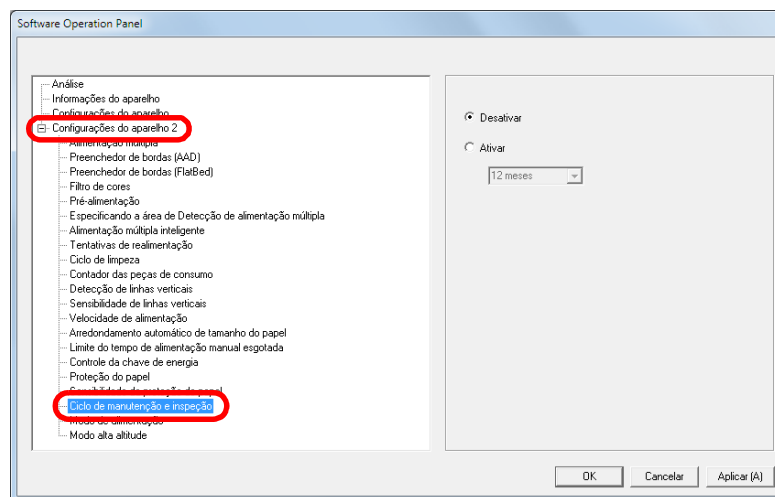 Software Operation Panel
Análise
Informações do aparelho
Configurações do aparelho
Configurações do aparelho 2
Alimentação múltipla
Preenchedor de bordas (AAD)
Preenchedor de bordas (FlatBed)
Filtro de cores
Pré-alimentação
Especificando a área de Detecção de alimentação múltipla
Alimentação múltipla inteligente
Tentativas de realimentação
Ciclo de limpeza
Contador das peças de consumo
Detecção de linhas verticais
Sensibilidade de linhas verticais
Velocidade de alimentação
Arredondamento automático de tamanho do papel
Limite do tempo de alimentação manual esgotada
Controle da chave de energia
Proteção do papel
Sensibilidade da proteção do papel
Ciclo de manutenção e inspeção
Modo de alimentação
Modo alta altitude
Desativar
Ativar
12 meses
OK
Cancelar
Aplicar (A)